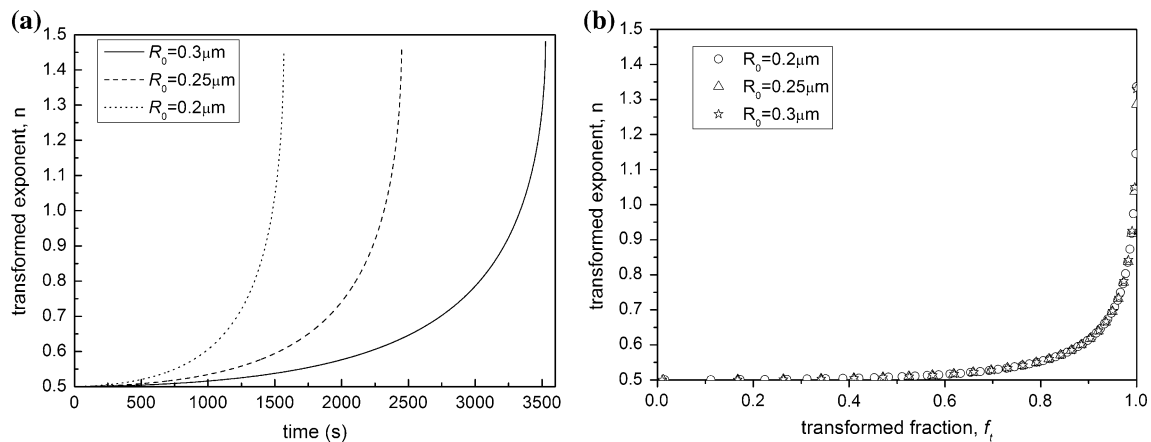 (a)
1.5
1.4
1.3
1.2
1.1
1.0
0.9
0.8
0.7
0.6
0.5
transformed exponent, n
R0=0.3μm
R0=0.25μm
R0=0.2μm
0 500 1000 1500 2000 2500 3000 3500
time (s)
(b)
1.5
1.4
1.3
1.2
1.1
1.0
0.9
0.8
0.7
0.6
0.5
transformed exponent, n
R0=0.2μm
R0=0.25μm
R0=0.3μm
0.0 0.2 0.4 0.6 0.8 1.0
transformed fraction, ft